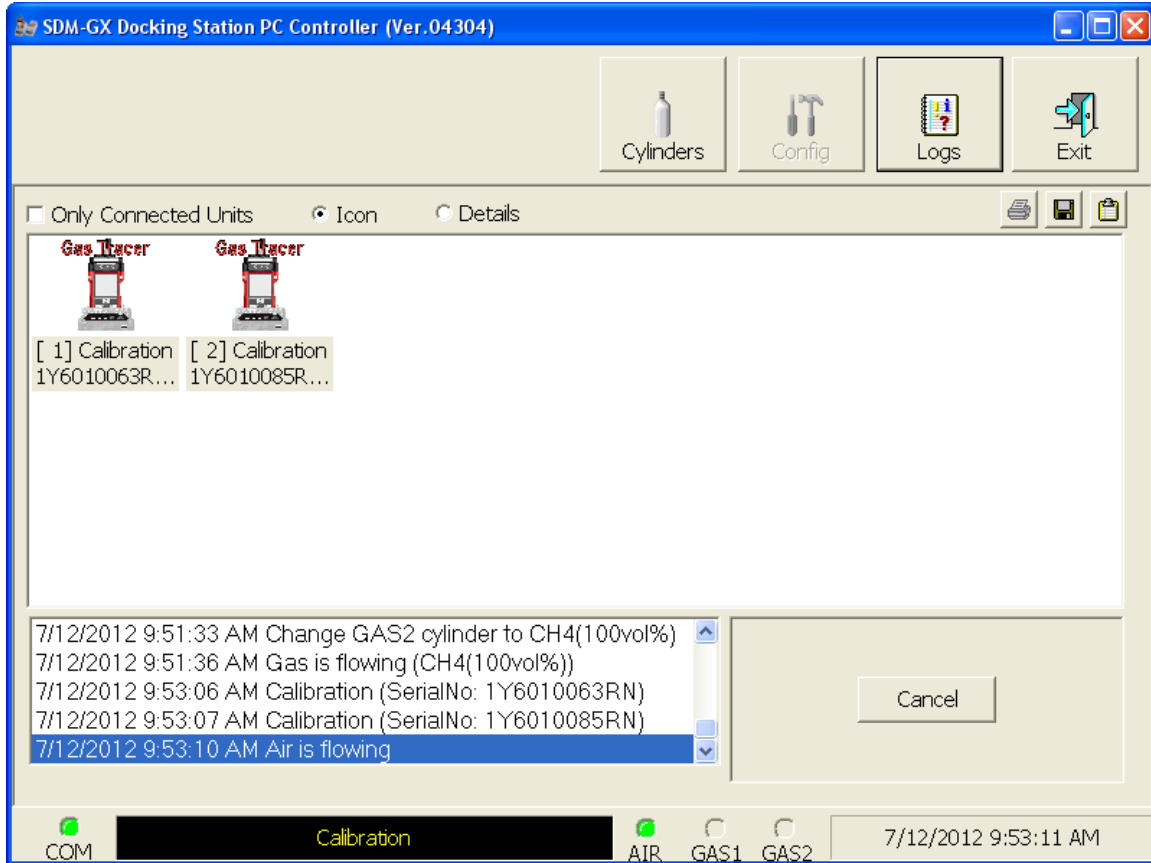 SDM-GX Docking Station PC Controller (Ver.04304)
Cylinders Config Logs Exit
Only Connected Units Icon Details
Gas Tracer Gas Tracer
[ 1] Calibration [ 2] Calibration
1Y6010063R... 1Y6010085R...
7/12/2012 9:51:33 AM Change GAS2 cylinder to CH4(100vol%)
7/12/2012 9:51:36 AM Gas is flowing (CH4(100vol%))
7/12/2012 9:53:06 AM Calibration (SerialNo: 1Y6010063RN)
7/12/2012 9:53:07 AM Calibration (SerialNo: 1Y6010085RN)
7/12/2012 9:53:10 AM Air is flowing
Cancel
COM Calibration AIR GAS1 GAS2 7/12/2012 9:53:11 AM